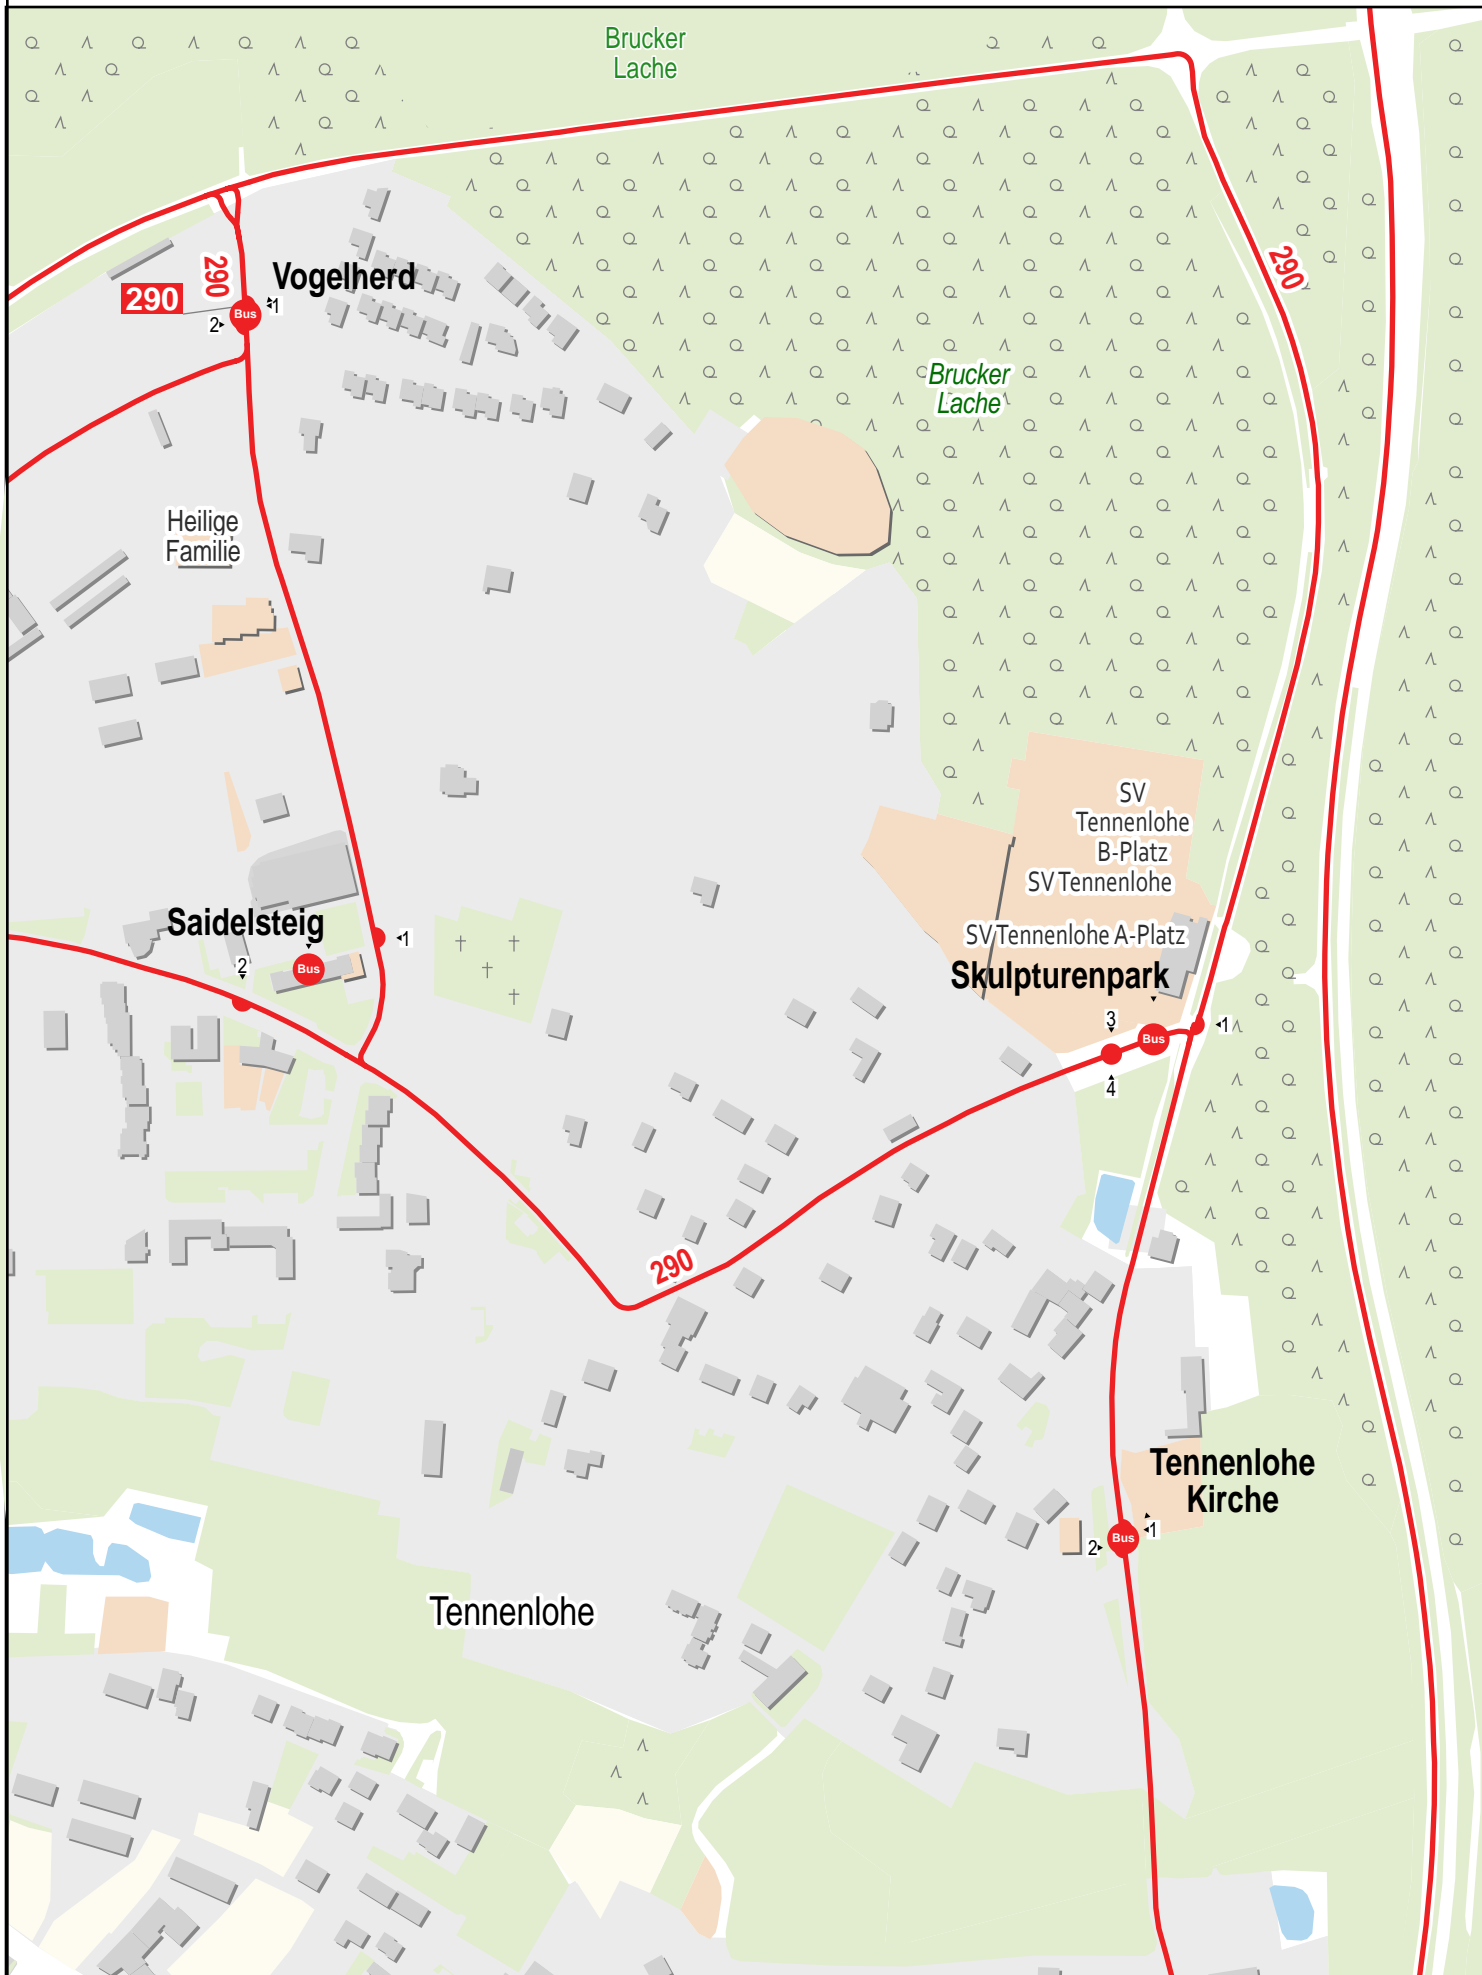 Brucker
Lache
290
290
Vogelherd
290
Bus
1
2
Brucker
Lache
Heilige
Familie
SV
Tennenlohe
B-Platz
SV Tennenlohe
SV Tennenlohe A-Platz
Saidelsteig
1
2
Bus
Skulpturenpark
3
Bus
1
4
290
Tennenlohe
Kirche
Bus
1
2
Tennenlohe